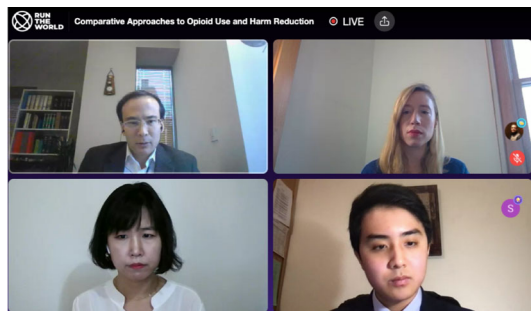 RUN
THE
WORLD
Comparative Approaches to Opioid Use and Harm Reduction
LIVE
S